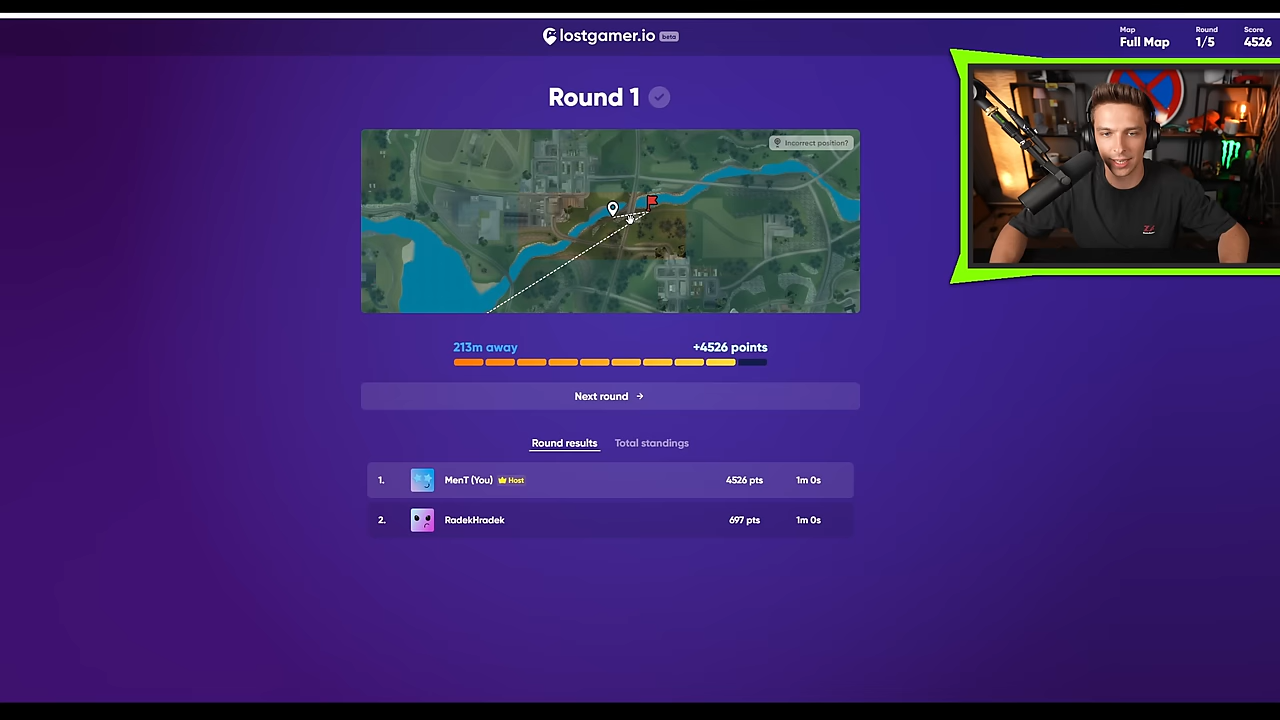 lostgamer.io beta
Map
Full Map
Round
1/5
Score
4526
Round 1
Incorrect position?
213m away
+4526 points
Next round →
Round results
Total standings
1. MenT (You) Host 4526 pts 1m 0s
2. RadekHradek 697 pts 1m 0s